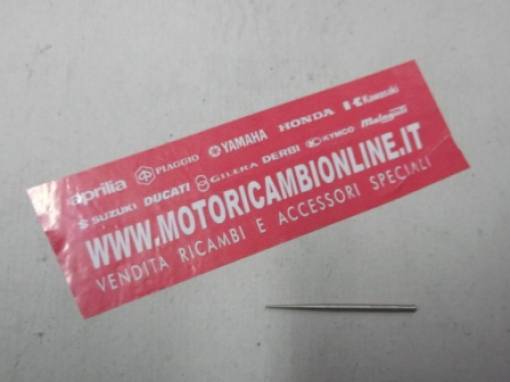 aprilia PIAGGIO YAMAHA HONDA Kawasaki
SUZUKI DUCATI GILERA DERBI KYMCO Malaguti
WWW.MOTORICAMBIONLINE.IT
VENDITA RICAMBI E ACCESSORI SPECIALI